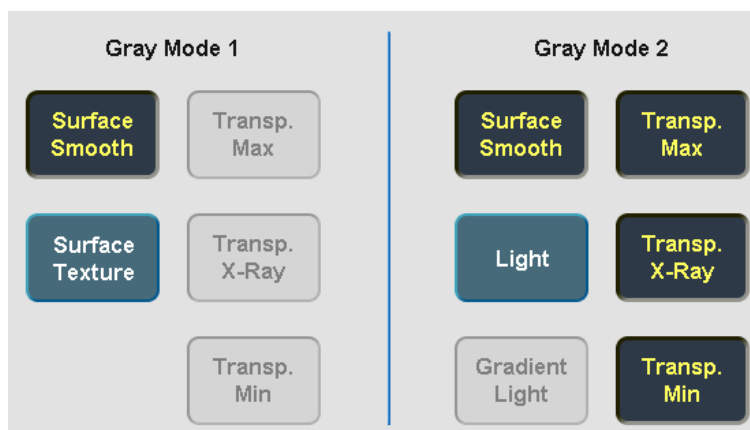 Gray Mode 1
Surface
Smooth
Transp.
Max
Surface
Texture
Transp.
X-Ray
Transp.
Min
Gray Mode 2
Surface
Smooth
Transp.
Max
Light
Transp.
X-Ray
Gradient
Light
Transp.
Min